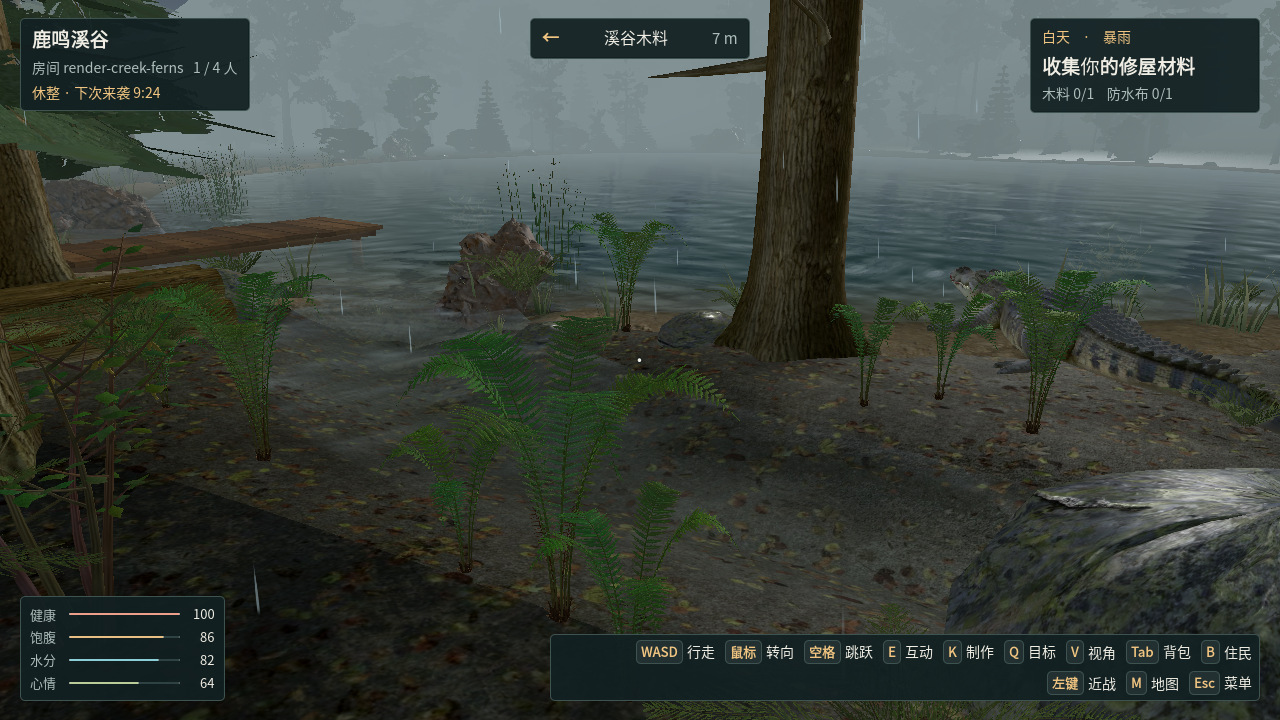 鹿鸣溪谷
房间 render-creek-ferns 1 / 4 人
休整 · 下次来袭 9:24
← 溪谷木料 7 m
白天 · 暴雨
收集你的修屋材料
木料 0/1 防水布 0/1
健康 100
饱腹 86
水分 82
心情 64
WASD 行走 鼠标 转向 空格 跳跃 E 互动 K 制作 Q 目标 V 视角 Tab 背包 B 住民
左键 近战 M 地图 Esc 菜单